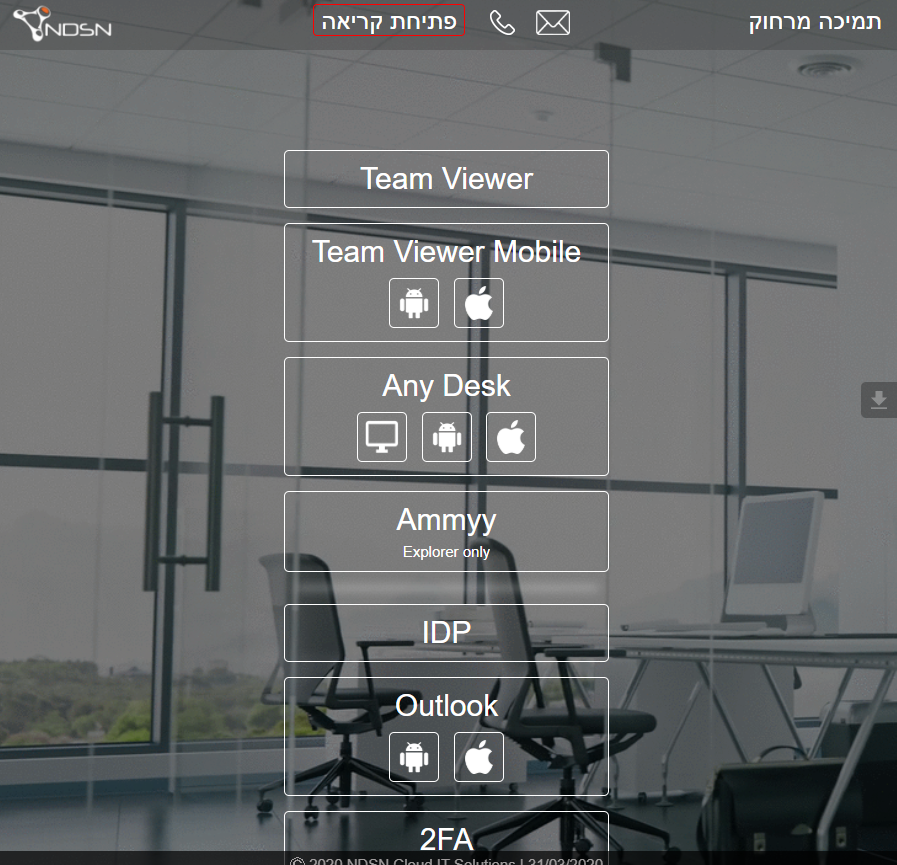 תמיכה מרחוק
פתיחת קריאה
NDSN
Team Viewer
Team Viewer Mobile
Any Desk
Ammyy
Explorer only
IDP
Outlook
2FA
© 2020 NDSN Cloud IT Solutions | 31/03/2020